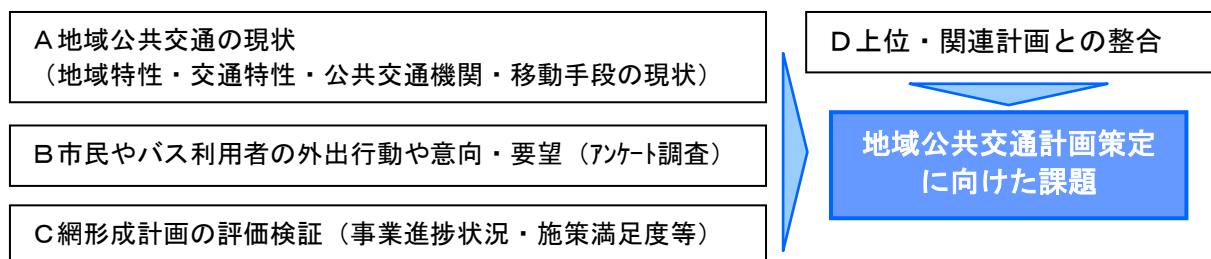 A地域公共交通の現状
（地域特性・交通特性・公共交通機関・移動手段の現状）
B市民やバス利用者の外出行動や意向・要望（ｱﾝｹｰﾄ調査）
C網形成計画の評価検証（事業進捗状況・施策満足度等）
D上位・関連計画との整合
地域公共交通計画策定
に向けた課題